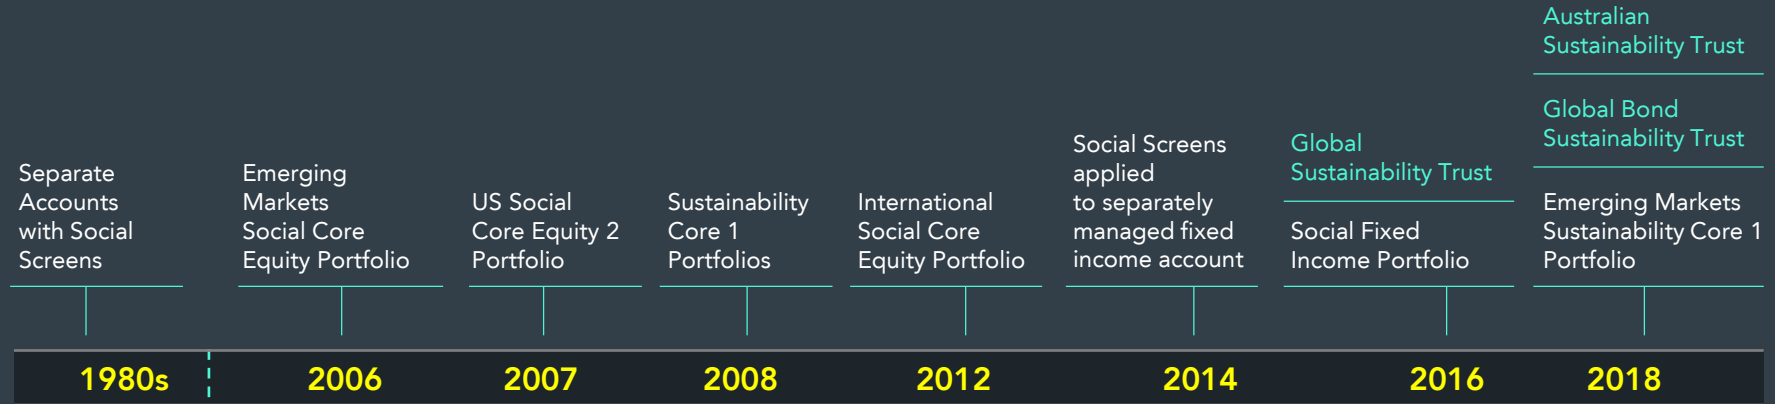 Separate
Accounts
with Social
Screens
Emerging
Markets
Social Core
Equity Portfolio
US Social
Core Equity 2
Portfolio
Sustainability
Core 1
Portfolios
International
Social Core
Equity Portfolio
Social Screens
applied
to separately
managed fixed
income account
Global
Sustainability Trust
Social Fixed
Income Portfolio
Australian
Sustainability Trust
Global Bond
Sustainability Trust
Emerging Markets
Sustainability Core 1
Portfolio
1980s
2006
2007
2008
2012
2014
2016
2018